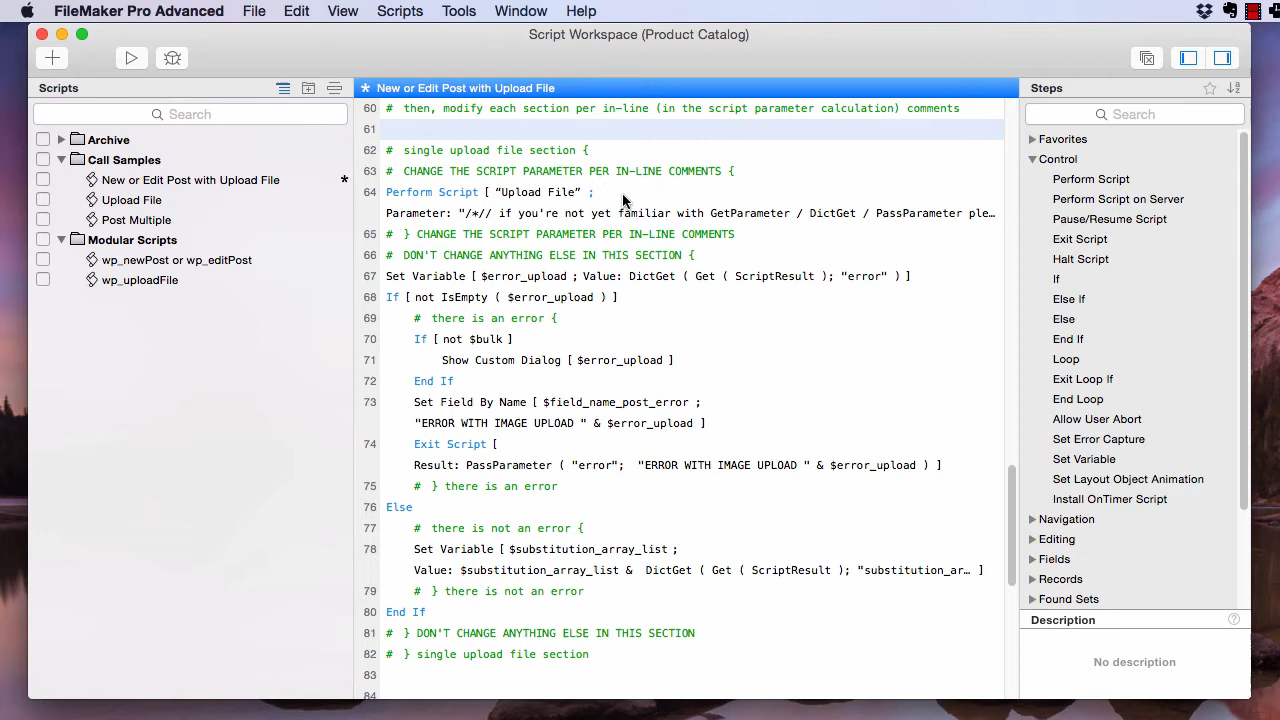 FileMaker Pro Advanced File Edit View Scripts Tools Window Help
Script Workspace (Product Catalog)
Scripts
Search
Archive
Call Samples
New or Edit Post with Upload File *
Upload File
Post Multiple
Modular Scripts
wp_newPost or wp_editPost
wp_uploadFile
* New or Edit Post with Upload File
60 # then, modify each section per in-line (in the script parameter calculation) comments
61
62 # single upload file section {
63 # CHANGE THE SCRIPT PARAMETER PER IN-LINE COMMENTS {
64 Perform Script [ “Upload File” ;
Parameter: "/*// if you're not yet familiar with GetParameter / DictGet / PassParameter ple…
65 # } CHANGE THE SCRIPT PARAMETER PER IN-LINE COMMENTS
66 # DON'T CHANGE ANYTHING ELSE IN THIS SECTION {
67 Set Variable [ $error_upload ; Value: DictGet ( Get ( ScriptResult ); "error" ) ]
68 If [ not IsEmpty ( $error_upload ) ]
69 # there is an error {
70 If [ not $bulk ]
71 Show Custom Dialog [ $error_upload ]
72 End If
73 Set Field By Name [ $field_name_post_error ;
"ERROR WITH IMAGE UPLOAD " & $error_upload ]
74 Exit Script [
Result: PassParameter ( "error"; "ERROR WITH IMAGE UPLOAD " & $error_upload ) ]
75 # } there is an error
76 Else
77 # there is not an error {
78 Set Variable [ $substitution_array_list ;
Value: $substitution_array_list & DictGet ( Get ( ScriptResult ); "substitution_ar… ]
79 # } there is not an error
80 End If
81 # } DON'T CHANGE ANYTHING ELSE IN THIS SECTION
82 # } single upload file section
83
84
Steps
Search
Favorites
Control
Perform Script
Perform Script on Server
Pause/Resume Script
Exit Script
Halt Script
If
Else If
Else
End If
Loop
Exit Loop If
End Loop
Allow User Abort
Set Error Capture
Set Variable
Set Layout Object Animation
Install OnTimer Script
Navigation
Editing
Fields
Records
Found Sets
Description
No description